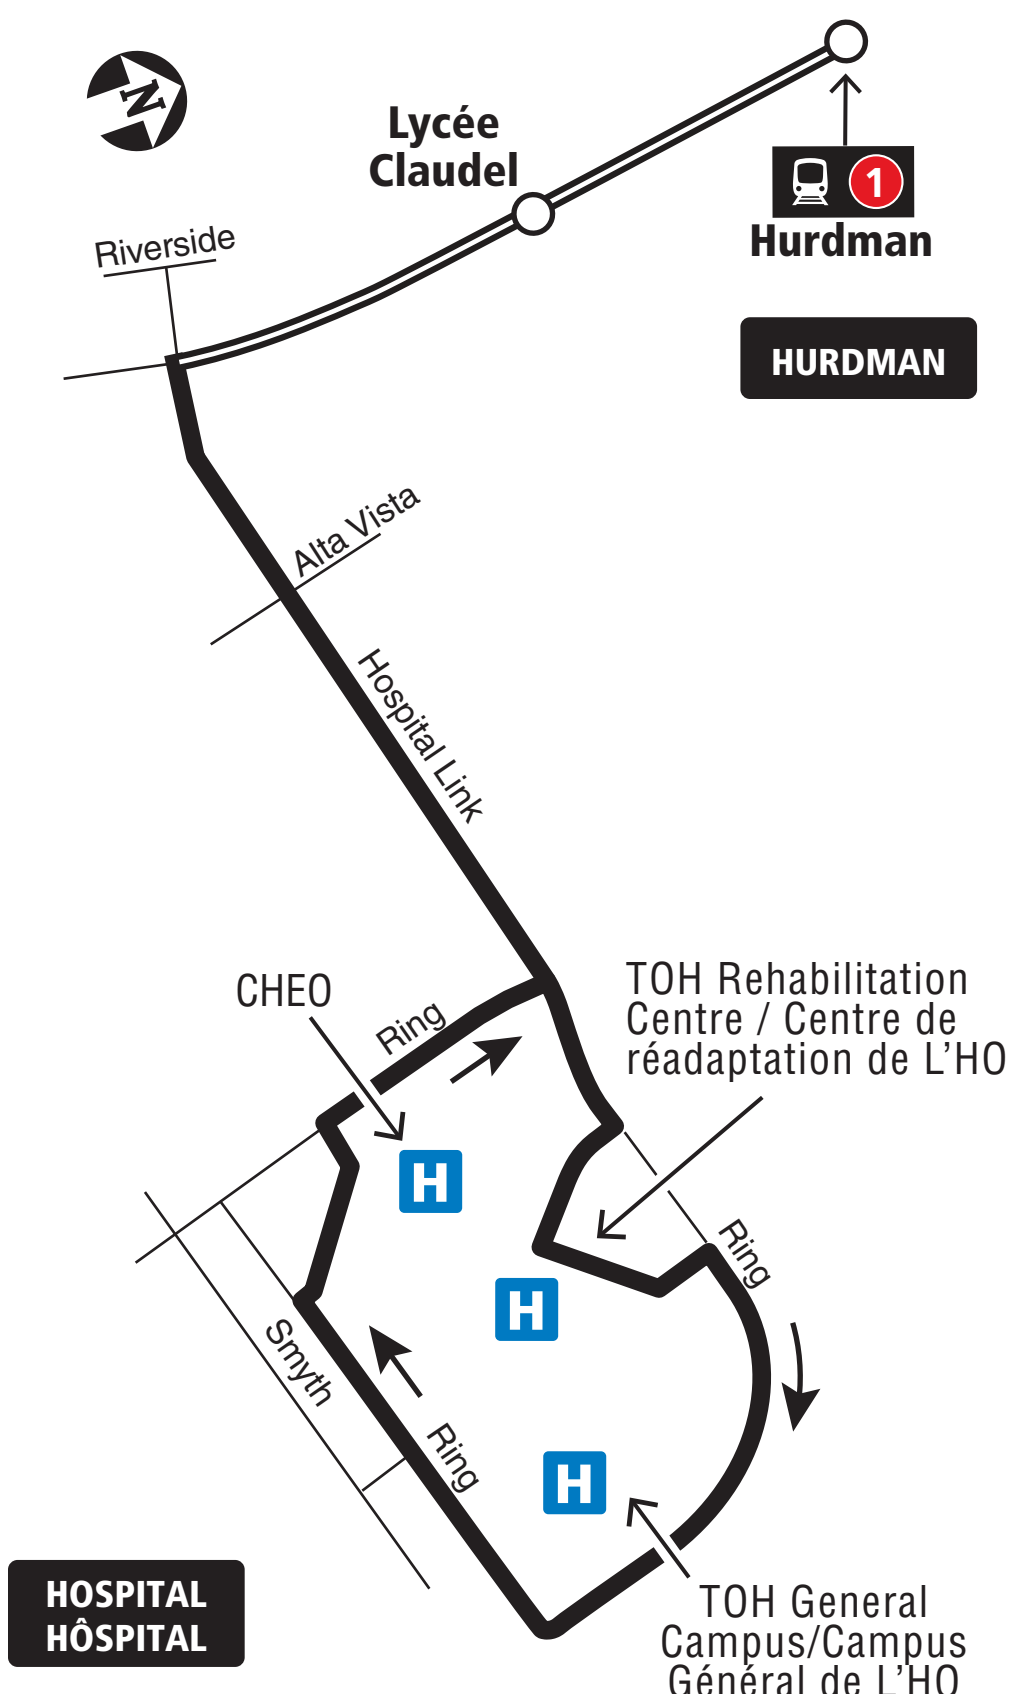 N
Lycée
Claudel
1
Hurdman
Riverside
HURDMAN
Alta Vista
Hospital Link
CHEO
Ring
TOH Rehabilitation
Centre / Centre de
réadaptation de L'HO
H
Ring
H
Smyth
Ring
H
HOSPITAL
HÔSPITAL
TOH General
Campus/Campus
Général de L'HO